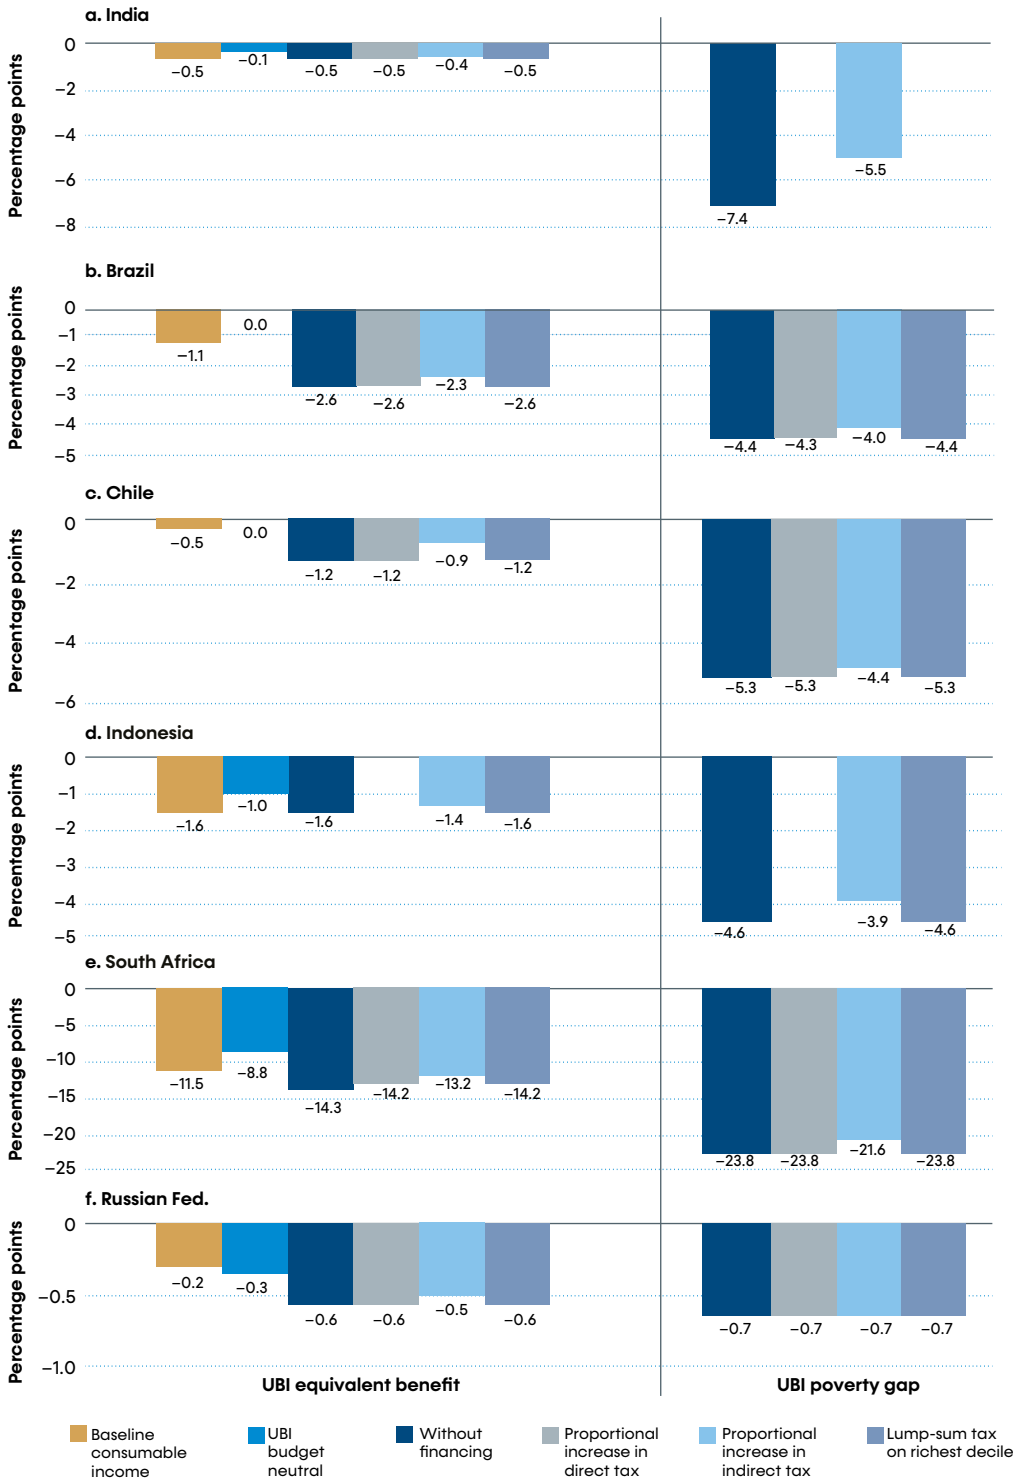 a. India
Percentage points
0
−2
−4
−6
−8
−0.5
−0.1
−0.5
−0.5
−0.4
−0.5
−7.4
−5.5
b. Brazil
Percentage points
0
−1
−2
−3
−4
−5
−1.1
0.0
−2.6
−2.6
−2.3
−2.6
−4.4
−4.3
−4.0
−4.4
c. Chile
Percentage points
0
−2
−4
−6
−0.5
0.0
−1.2
−1.2
−0.9
−1.2
−5.3
−5.3
−4.4
−5.3
d. Indonesia
Percentage points
0
−1
−2
−3
−4
−5
−1.6
−1.0
−1.6
−1.4
−1.6
−4.6
−3.9
−4.6
e. South Africa
Percentage points
0
−5
−10
−15
−20
−25
−11.5
−8.8
−14.3
−14.2
−13.2
−14.2
−23.8
−23.8
−21.6
−23.8
f. Russian Fed.
Percentage points
0
−0.5
−1.0
−0.2
−0.3
−0.6
−0.6
−0.5
−0.6
−0.7
−0.7
−0.7
−0.7
UBI equivalent benefit
UBI poverty gap
Baseline
consumable
income
UBI
budget
neutral
Without
financing
Proportional
increase in
direct tax
Proportional
increase in
indirect tax
Lump-sum tax
on richest decile